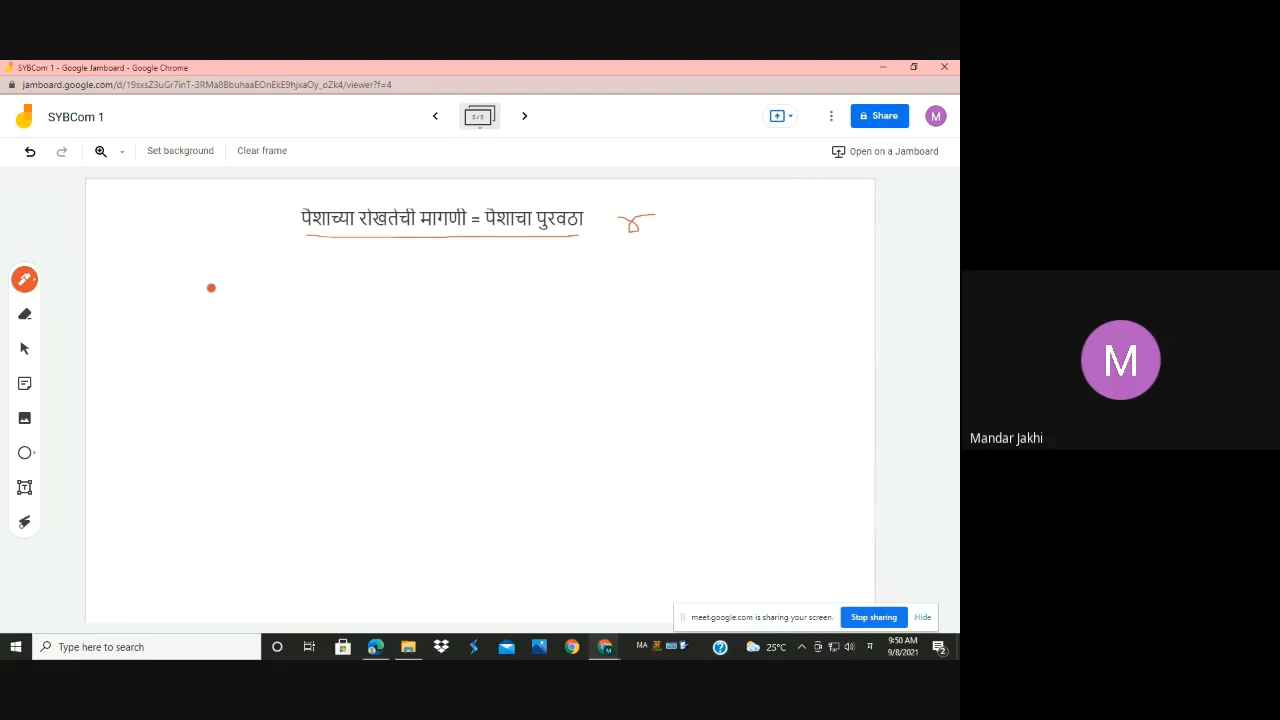 SYBCom 1 - Google Jamboard - Google Chrome
jamboard.google.com/d/19sxsZ3uGr7inT-3RMa8BbuhaaEOnEkE9hjxaOy_oZk4/viewer?f=4
SYBCom 1
5 / 5
Share
M
Set background
Clear frame
Open on a Jamboard
पैशाच्या रोखतेची मागणी = पैशाचा पुरवठा
M
Mandar Jakhi
meet.google.com is sharing your screen.
Stop sharing
Hide
Type here to search
MA
25°C
9:50 AM
9/8/2021
2